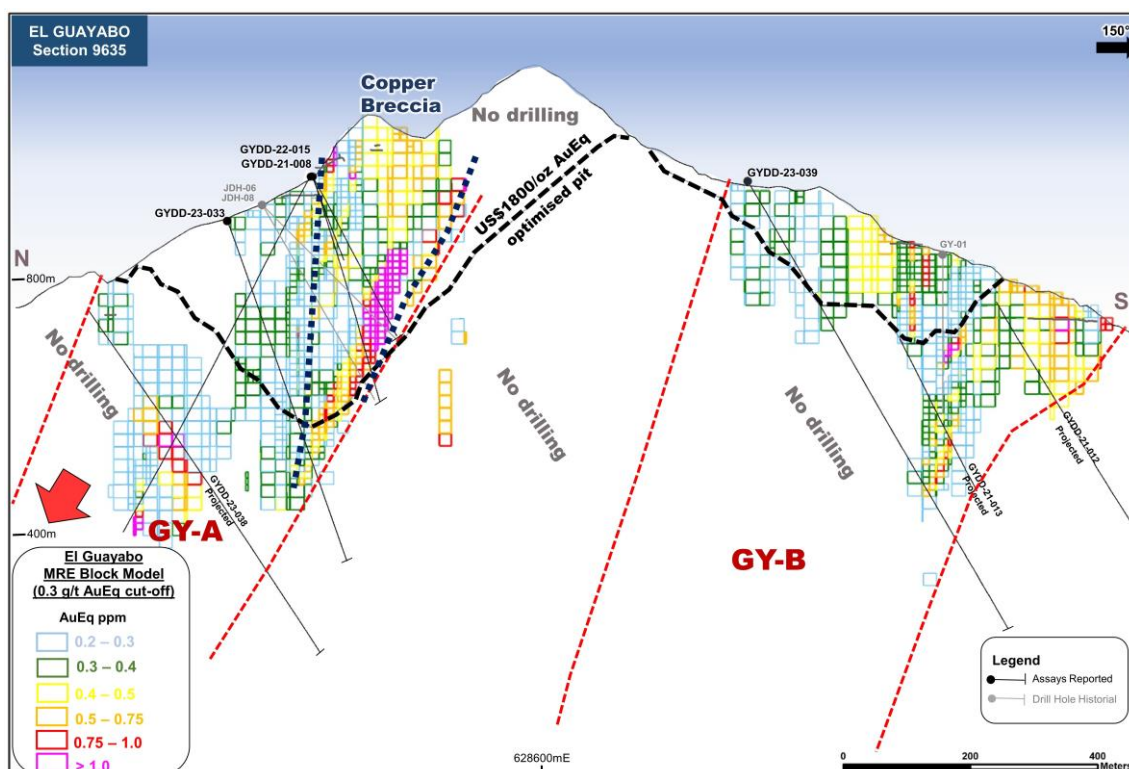 EL GUAYABO
Section 9635
150°
Copper
Breccia
No drilling
GYDD-22-015
GYDD-21-008
JDH-06
JDH-08
GYDD-23-033
US$1800/oz AuEq
optimised pit
GYDD-23-039
GY-01
N
800m
S
No drilling
No drilling
No drilling
GYDD-23-038
Projected
GYDD-21-012
Projected
GYDD-21-013
Projected
400m
GY-A
GY-B
El Guayabo
MRE Block Model
(0.3 g/t AuEq cut-off)
AuEq ppm
0.2 – 0.3
0.3 – 0.4
0.4 – 0.5
0.5 – 0.75
0.75 – 1.0
> 1.0
Legend
Assays Reported
Drill Hole Historial
628600mE
0 200 400
Meters